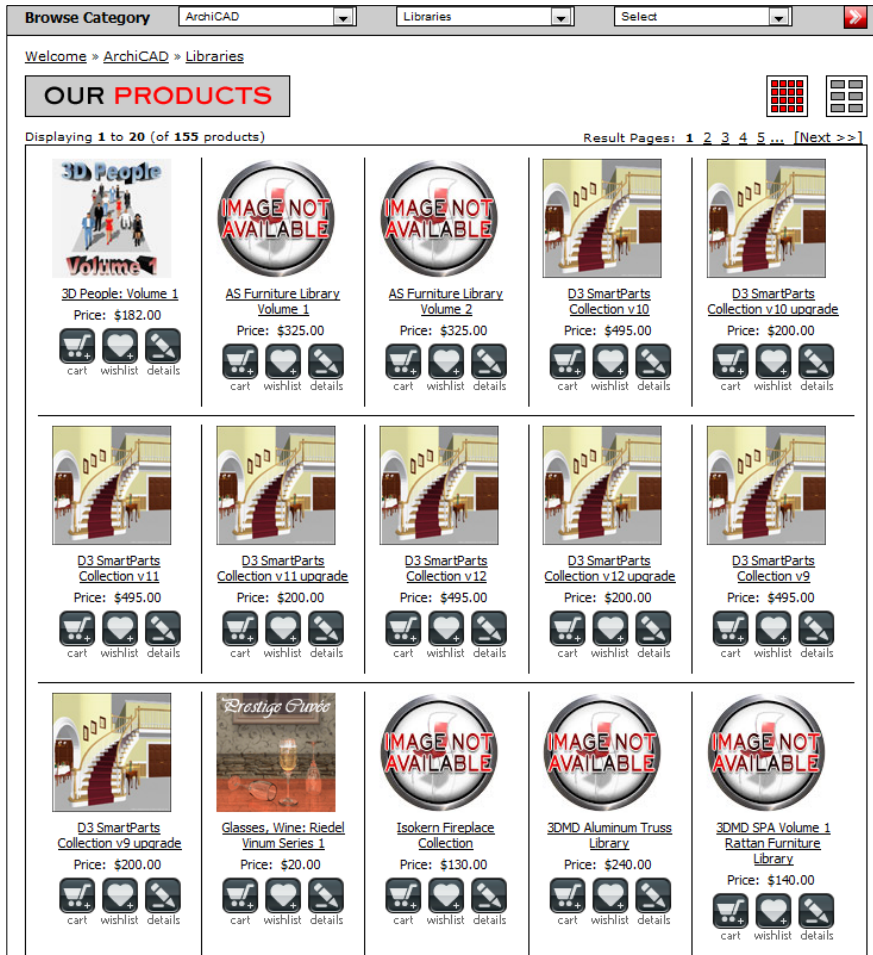 Browse Category ArchiCAD Libraries Select
Welcome » ArchiCAD » Libraries
OUR PRODUCTS
Displaying 1 to 20 (of 155 products) Result Pages: 1 2 3 4 5 ... [Next >>]
3D People
Volume 1
3D People: Volume 1
Price: $182.00
cart wishlist details
IMAGE NOT
AVAILABLE
AS Furniture Library
Volume 1
Price: $325.00
cart wishlist details
IMAGE NOT
AVAILABLE
AS Furniture Library
Volume 2
Price: $325.00
cart wishlist details
D3 SmartParts
Collection v10
Price: $495.00
cart wishlist details
D3 SmartParts
Collection v10 upgrade
Price: $200.00
cart wishlist details
D3 SmartParts
Collection v11
Price: $495.00
cart wishlist details
D3 SmartParts
Collection v11 upgrade
Price: $200.00
cart wishlist details
D3 SmartParts
Collection v12
Price: $495.00
cart wishlist details
D3 SmartParts
Collection v12 upgrade
Price: $200.00
cart wishlist details
D3 SmartParts
Collection v9
Price: $495.00
cart wishlist details
D3 SmartParts
Collection v9 upgrade
Price: $200.00
cart wishlist details
Prestige Cuvée
Glasses, Wine: Riedel
Vinum Series 1
Price: $20.00
cart wishlist details
IMAGE NOT
AVAILABLE
Isokern Fireplace
Collection
Price: $130.00
cart wishlist details
IMAGE NOT
AVAILABLE
3DMD Aluminum Truss
Library
Price: $240.00
cart wishlist details
IMAGE NOT
AVAILABLE
3DMD SPA Volume 1
Rattan Furniture
Library
Price: $140.00
cart wishlist details